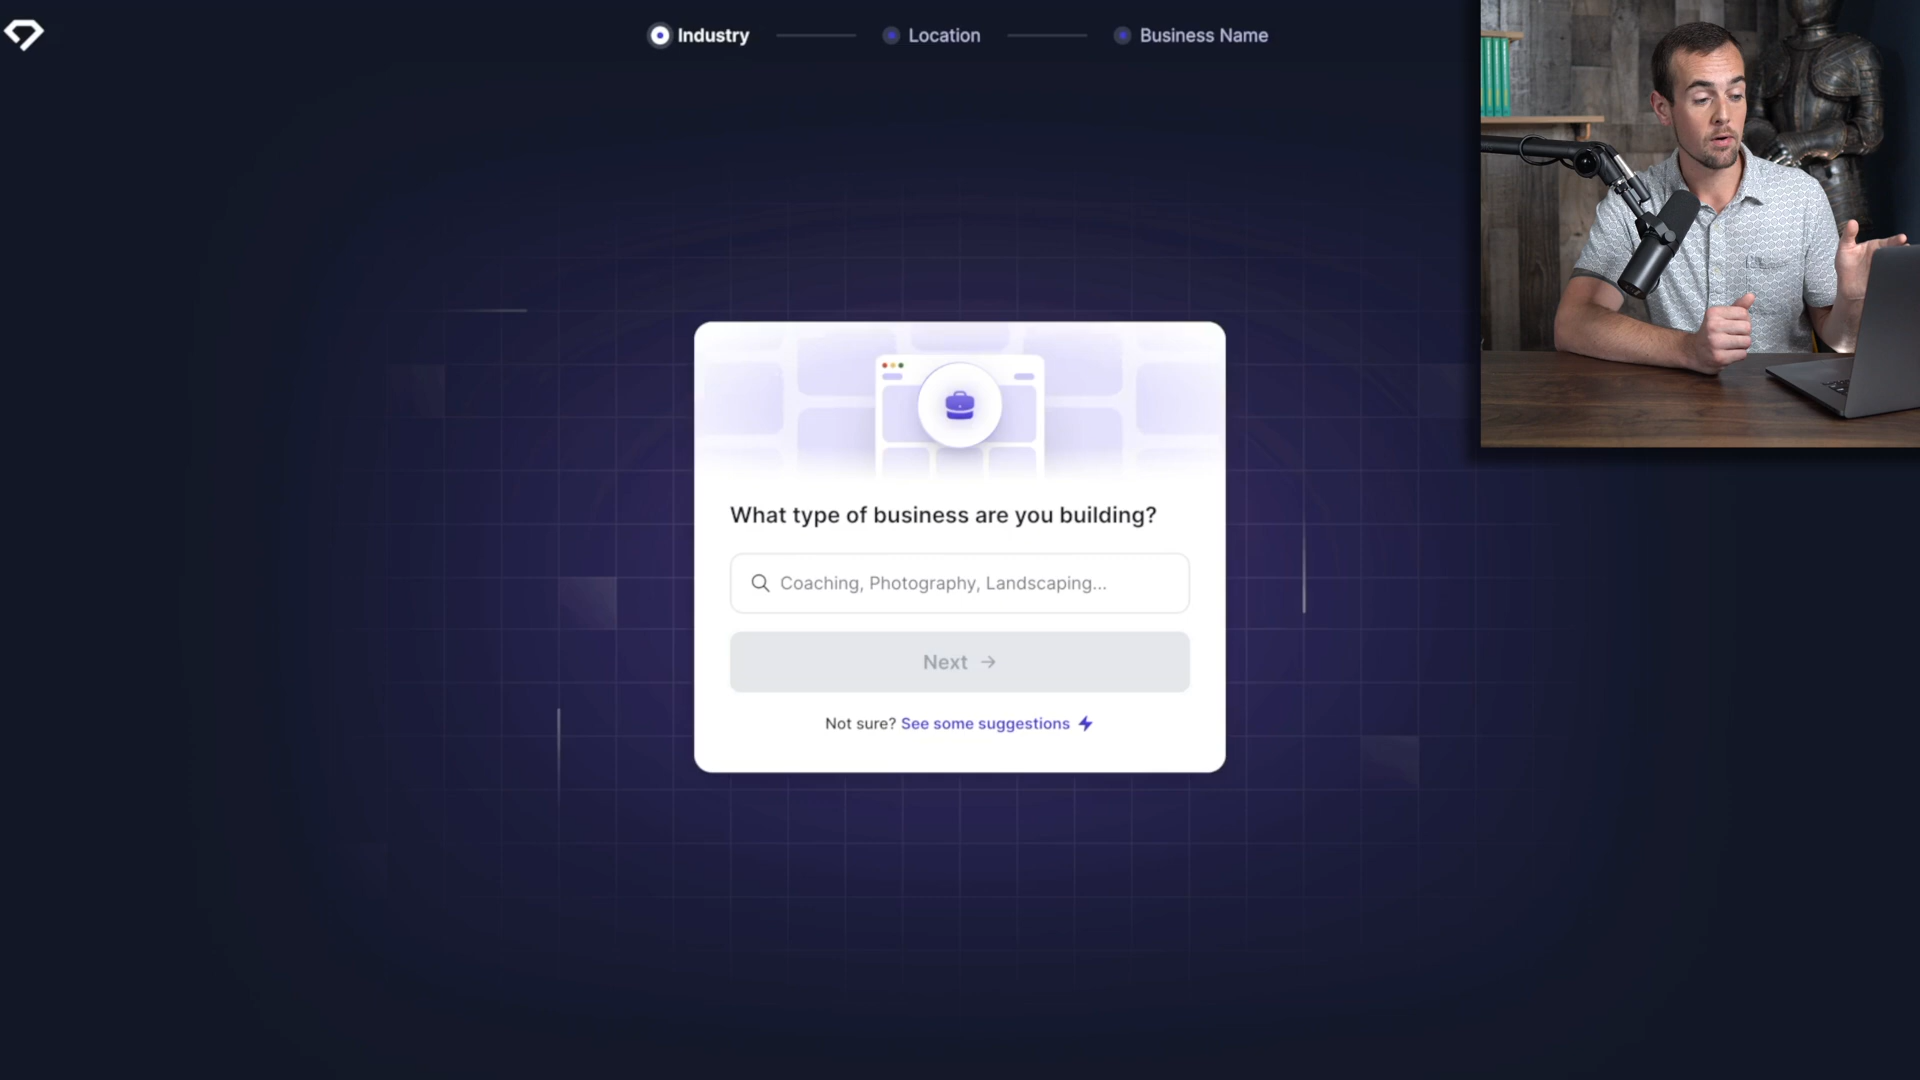 Industry
Location
Business Name
What type of business are you building?
Coaching, Photography, Landscaping...
Next
Not sure? See some suggestions